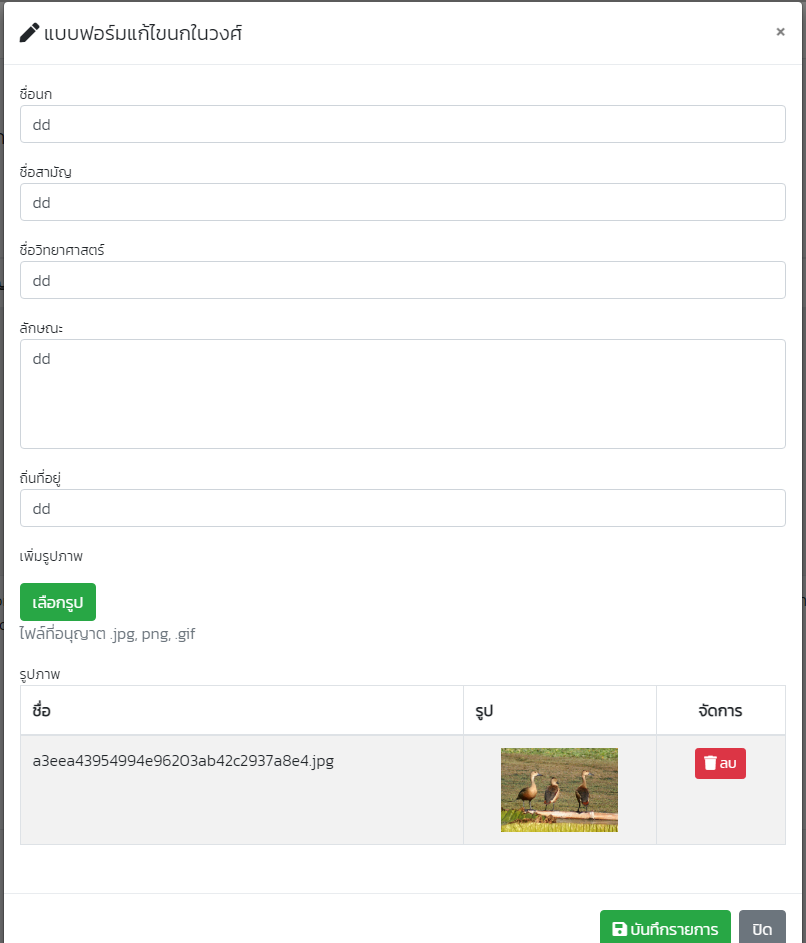 แบบฟอร์มแก้ไขนกในวงศ์
×
ชื่อนก
dd
ชื่อสามัญ
dd
ชื่อวิทยาศาสตร์
dd
ลักษณะ
dd
ถิ่นที่อยู่
dd
เพิ่มรูปภาพ
เลือกรูป
ไฟล์ที่อนุญาต .jpg, png, .gif
รูปภาพ
ชื่อ รูป จัดการ
a3eea43954994e96203ab42c2937a8e4.jpg ลบ
บันทึกรายการ ปิด